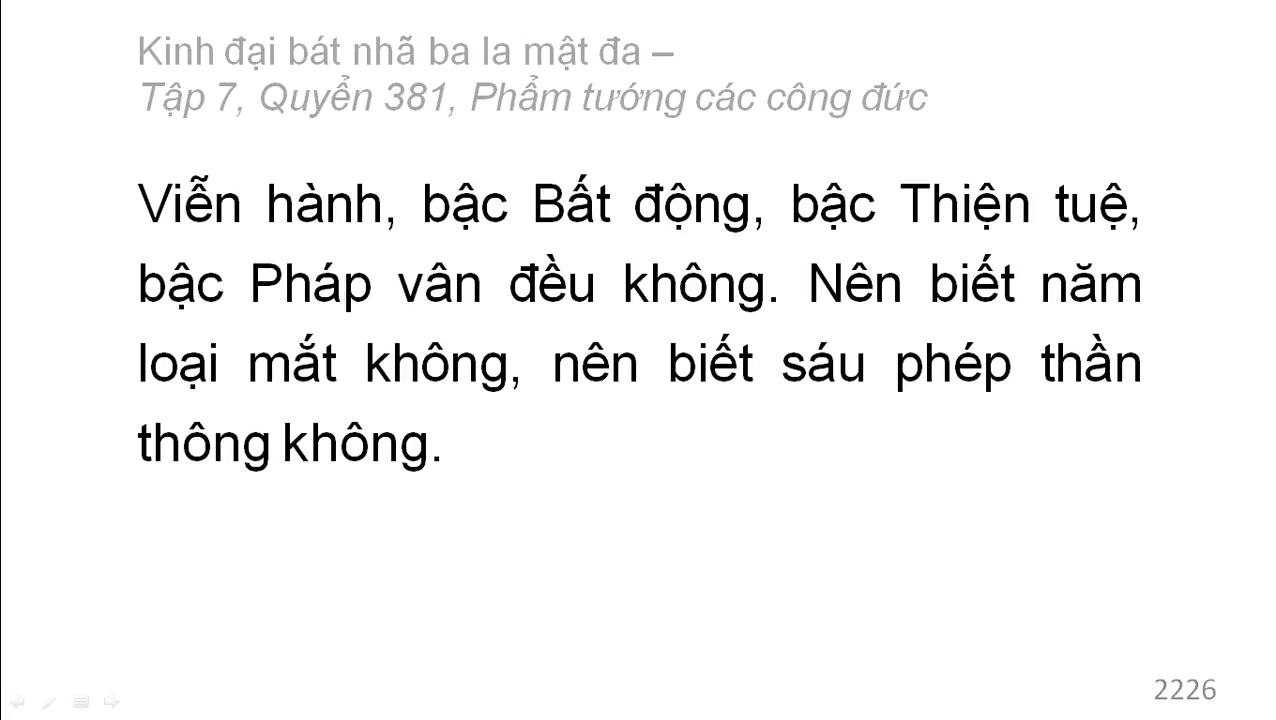 Kinh đại bát nhã ba la mật đa –
Tập 7, Quyển 381, Phẩm tướng các công đức
Viễn hành, bậc Bất động, bậc Thiện tuệ,
bậc Pháp vân đều không. Nên biết năm
loại mắt không, nên biết sáu phép thần
thông không.
2226